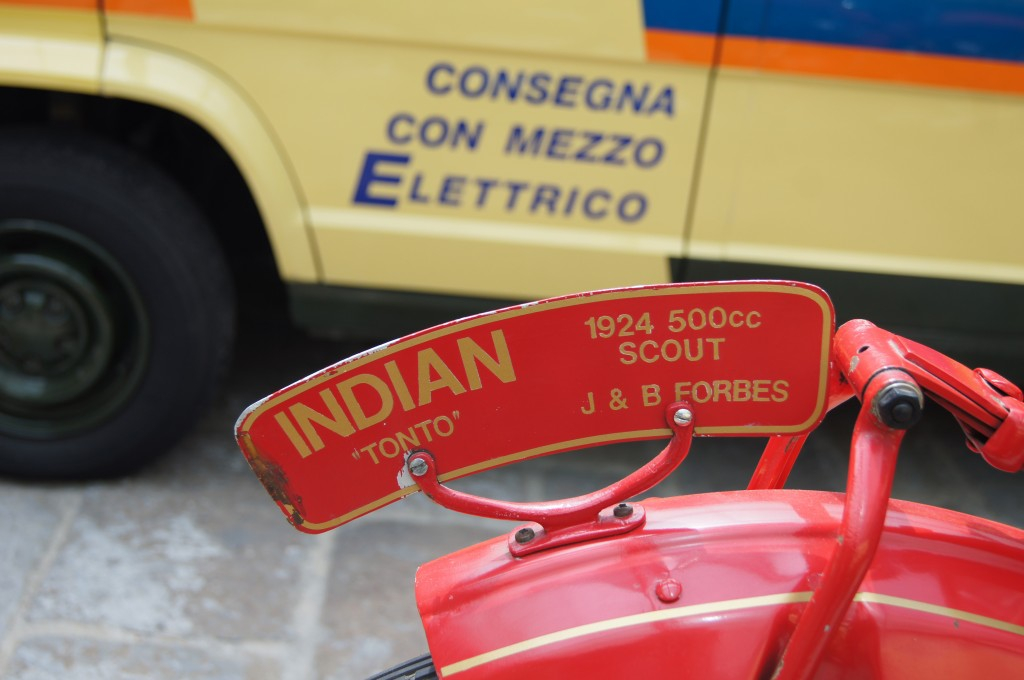 CONSEGNA
CON MEZZO
ELETTRICO
INDIAN
"TONTO"
1924 500cc
SCOUT
J & B FORBES